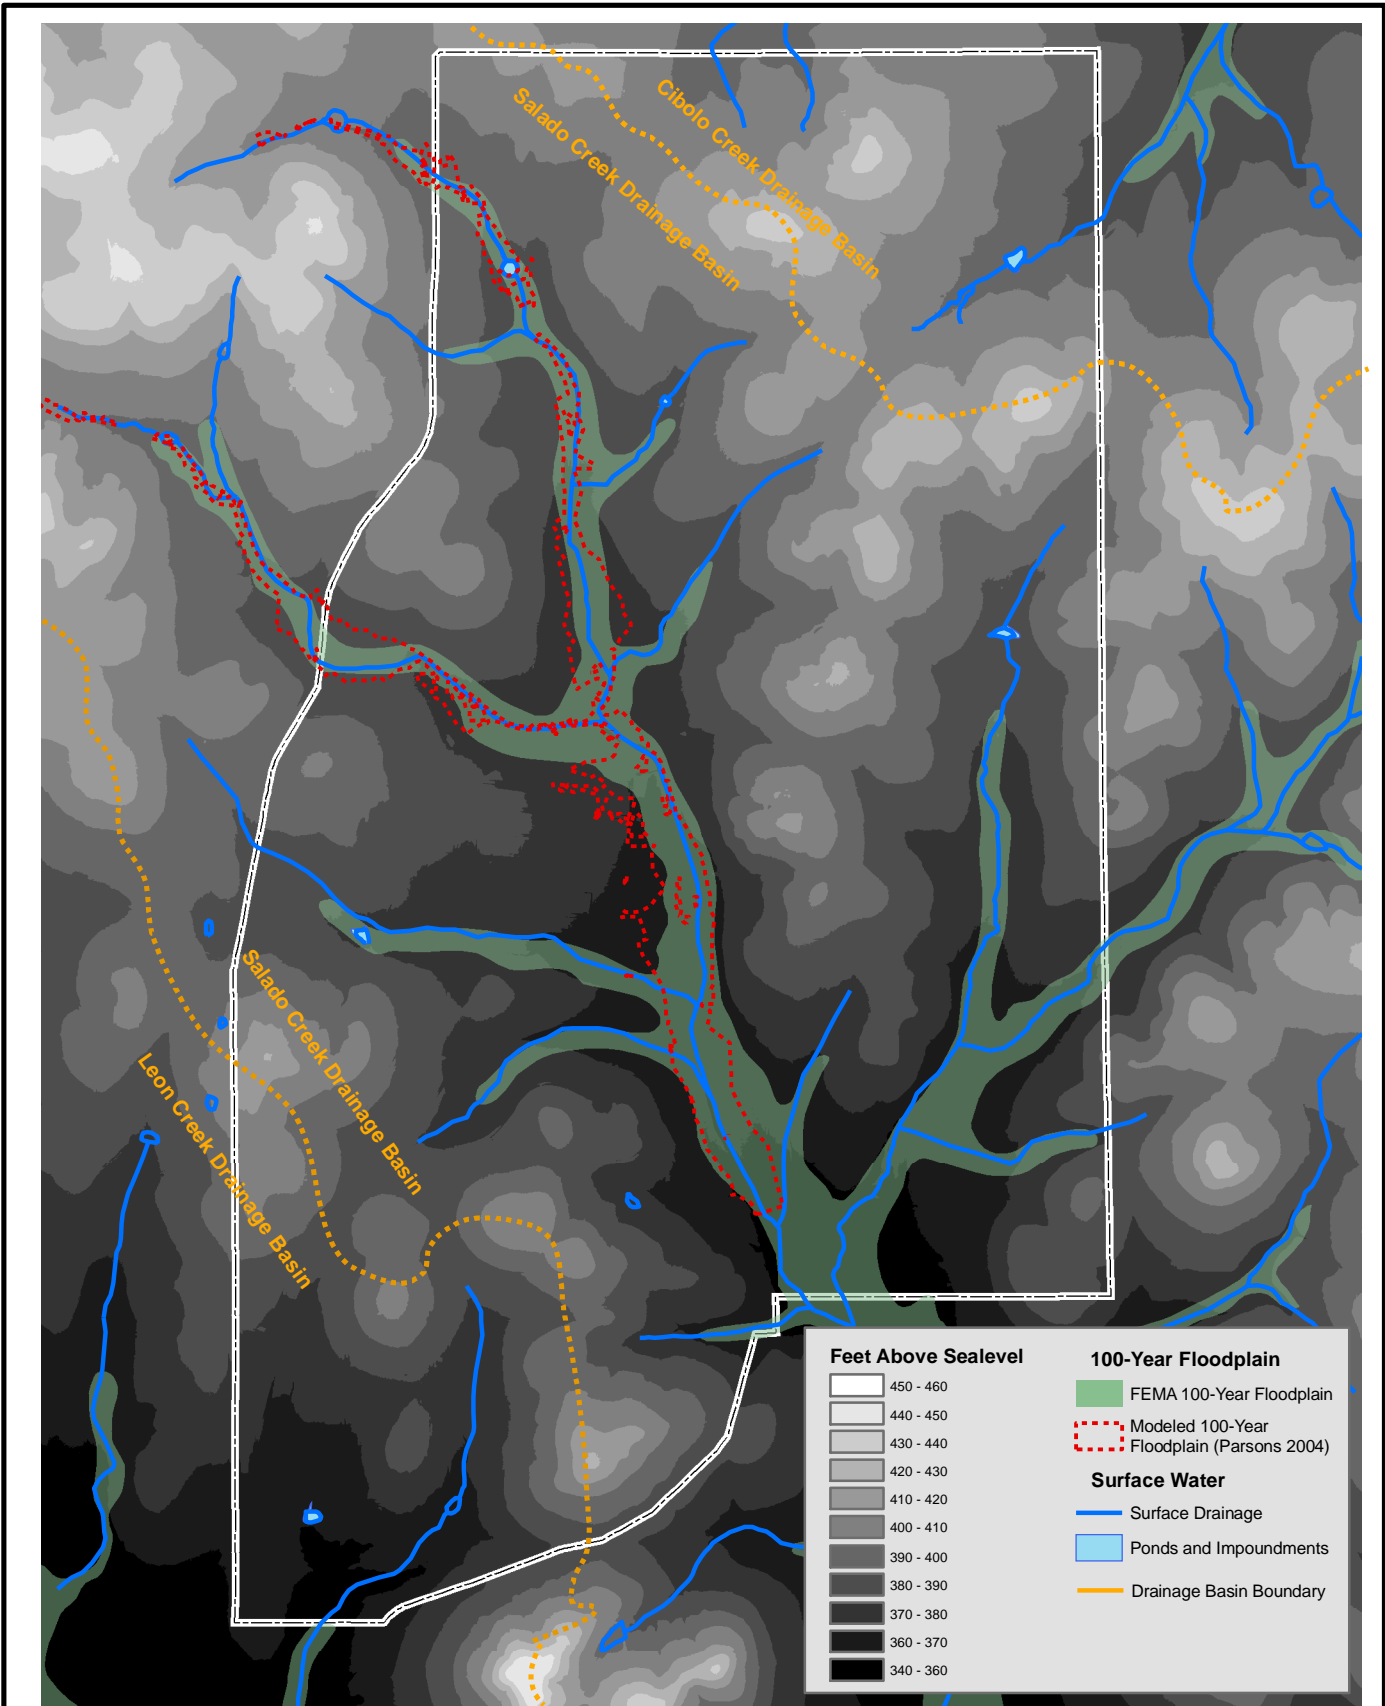 Cibolo Creek Drainage Basin
Salado Creek Drainage Basin
Salado Creek Drainage Basin
Leon Creek Drainage Basin
Feet Above Sealevel
450 - 460
440 - 450
430 - 440
420 - 430
410 - 420
400 - 410
390 - 400
380 - 390
370 - 380
360 - 370
340 - 360
100-Year Floodplain
FEMA 100-Year Floodplain
Modeled 100-Year
Floodplain (Parsons 2004)
Surface Water
Surface Drainage
Ponds and Impoundments
Drainage Basin Boundary